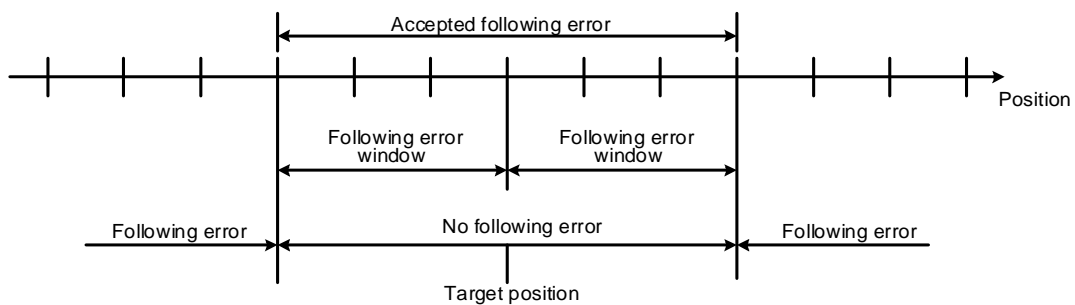 Accepted following error
Position
Following error
window
Following error
window
Following error
No following error
Following error
Target position